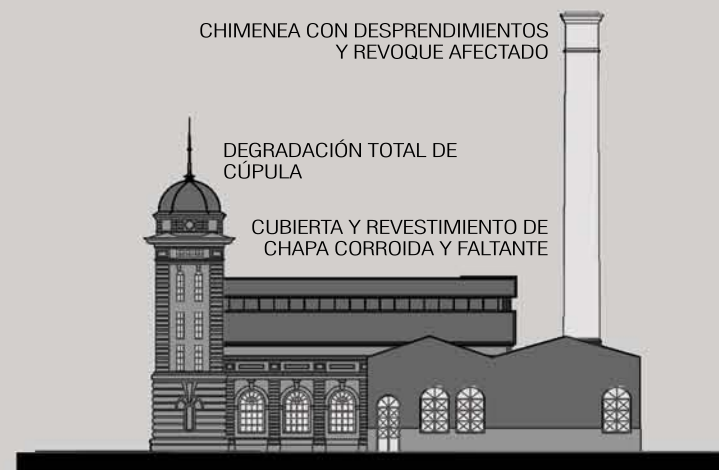 CHIMENEA CON DESPRENDIMIENTOS
Y REVOQUE AFECTADO
DEGRADACIÓN TOTAL DE
CÚPULA
CUBIERTA Y REVESTIMIENTO DE
CHAPA CORROIDA Y FALTANTE